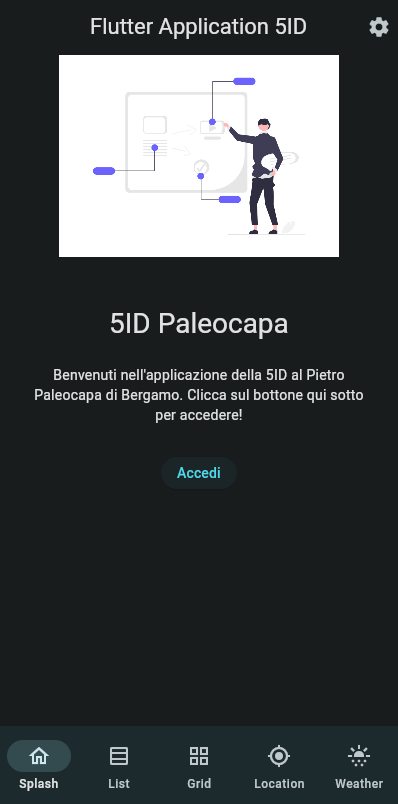 Flutter Application 5ID
5ID Paleocapa
Benvenuti nell'applicazione della 5ID al Pietro
Paleocapa di Bergamo. Clicca sul bottone qui sotto
per accedere!
Accedi
Splash
List
Grid
Location
Weather